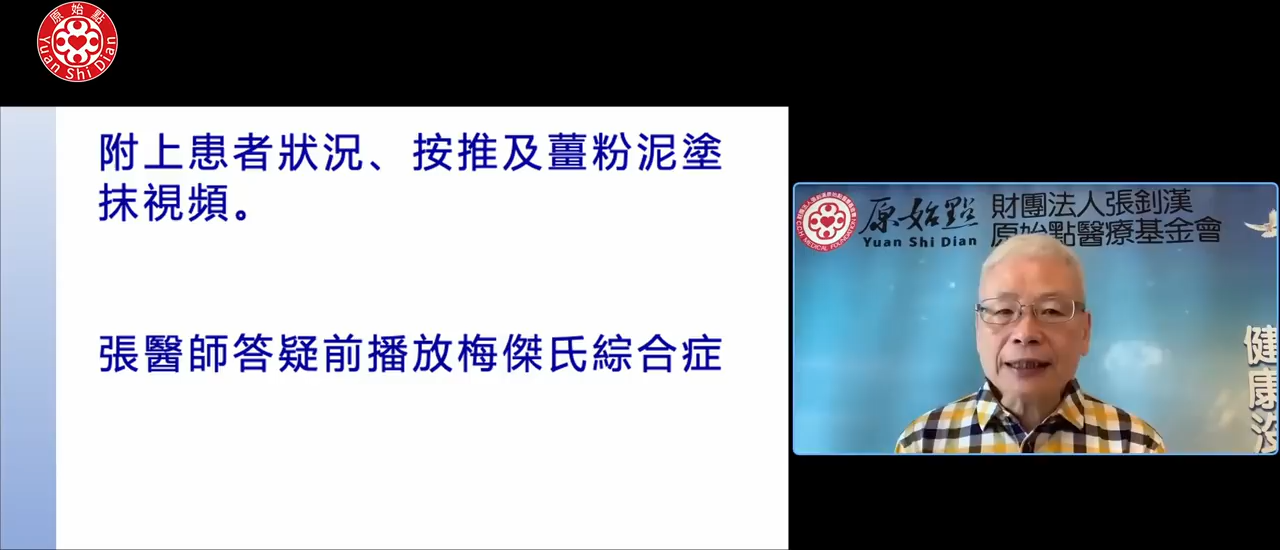 原始點
Yuan Shi Dian
附上患者狀況、按推及薑粉泥塗
抹視頻。
張醫師答疑前播放梅傑氏綜合症
原始點
Yuan Shi Dian
財團法人張釗漢
原始點醫療基金會
健康